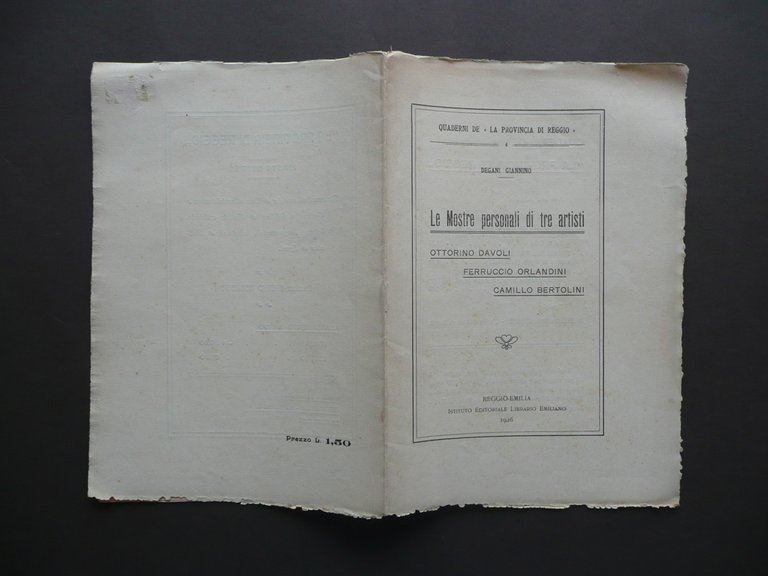 QUADERNI DE « LA PROVINCIA DI REGGIO »
4
DEGANI GIANNINO
Le Mostre personali di tre artisti
OTTORINO DAVOLI
FERRUCCIO ORLANDINI
CAMILLO BERTOLINI
REGGIO-EMILIA
ISTITUTO EDITORIALE LIBRARIO EMILIANO
1926
Prezzo L. 1,50